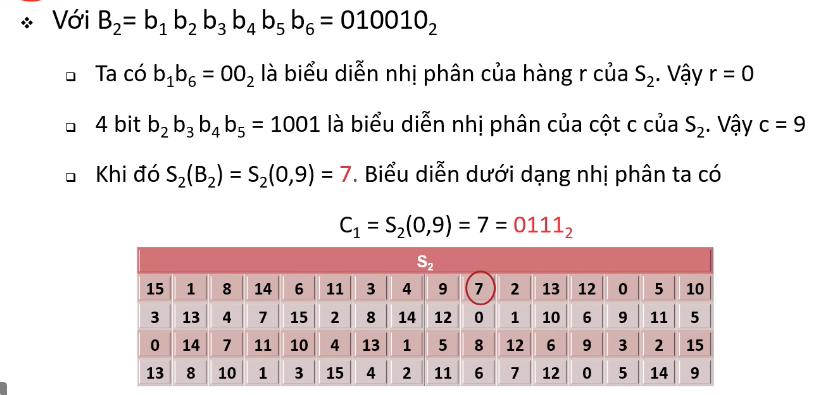 ❖ Với B₂= b₁ b₂ b₃ b₄ b₅ b₆ = 010010₂
❑ Ta có b₁b₆ = 00₂ là biểu diễn nhị phân của hàng r của S₂. Vậy r = 0
❑ 4 bit b₂ b₃ b₄ b₅ = 1001 là biểu diễn nhị phân của cột c của S₂. Vậy c = 9
❑ Khi đó S₂(B₂) = S₂(0,9) = 7. Biểu diễn dưới dạng nhị phân ta có
C₁ = S₂(0,9) = 7 = 0111₂
S₂
15 1 8 14 6 11 3 4 9 7 2 13 12 0 5 10
3 13 4 7 15 2 8 14 12 0 1 10 6 9 11 5
0 14 7 11 10 4 13 1 5 8 12 6 9 3 2 15
13 8 10 1 3 15 4 2 11 6 7 12 0 5 14 9